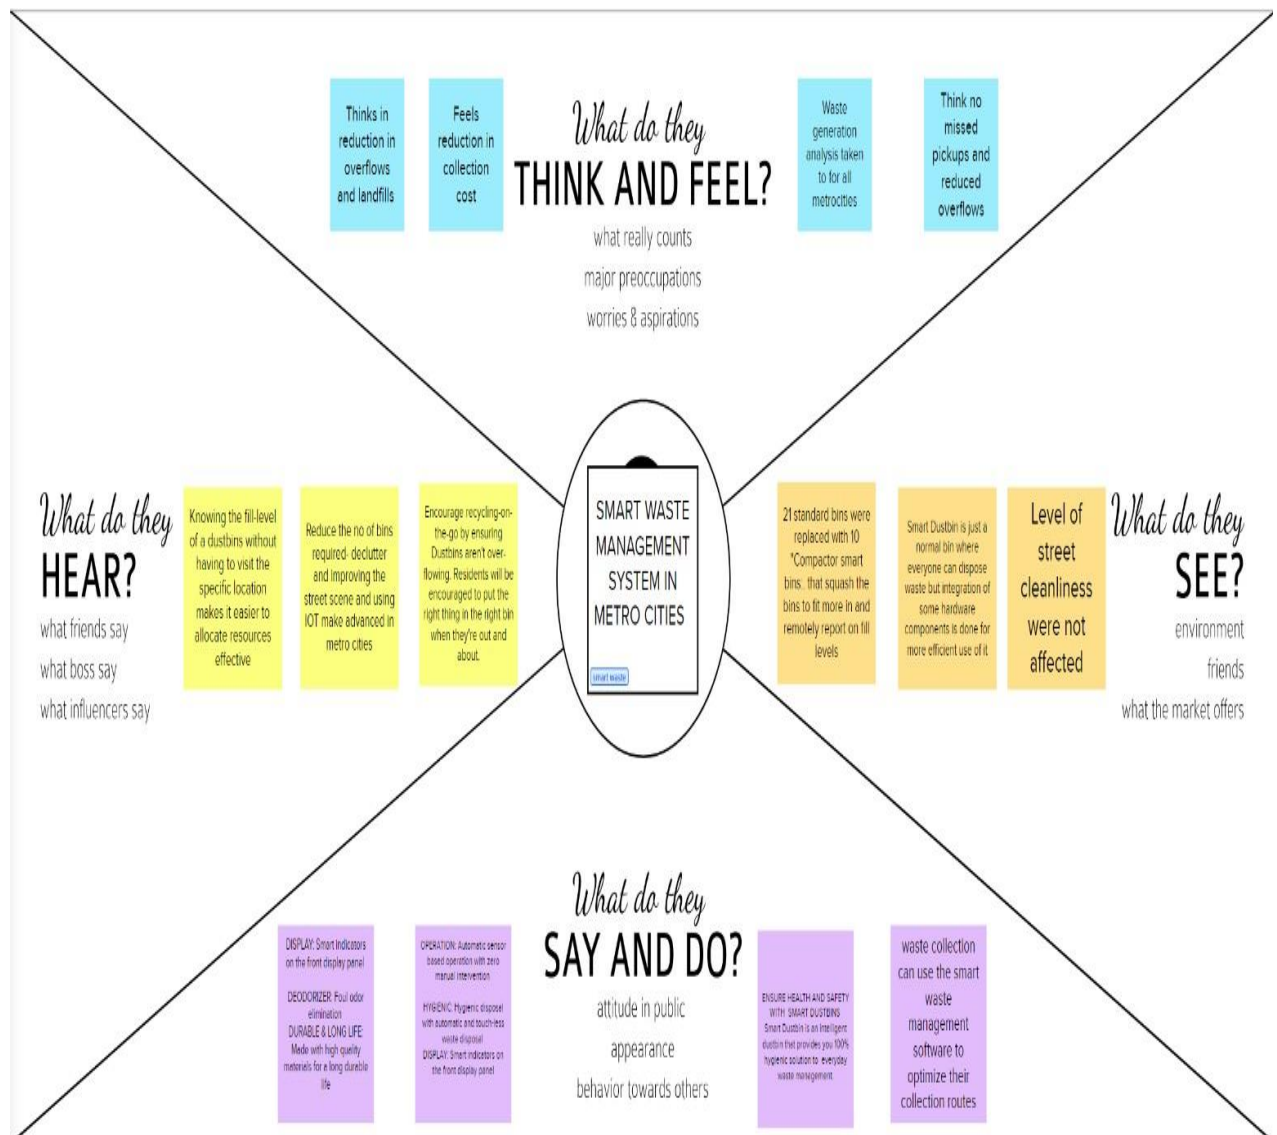 Thinks in
reduction in
overflows
and landfills
Feels
reduction in
collection
cost
What do they
THINK AND FEEL?
what really counts
major preoccupations
worries & aspirations
Waste
generation
analysis taken
to for all
metrocities
Think no
missed
pickups and
reduced
overflows
What do they
HEAR?
what friends say
what boss say
what influencers say
Knowing the fill-level
of a dustbins without
having to visit the
specific location
makes it easier to
allocate resources
effective
Reduce the no of bins
required- declutter
and improving the
street scene and using
IOT make advanced in
metro cities
Encourage recycling-on-
the-go by ensuring
Dustbins aren't over-
flowing. Residents will be
encouraged to put the
right thing in the right bin
when they're out and
about.
SMART WASTE
MANAGEMENT
SYSTEM IN
METRO CITIES
smart waste
21 standard bins were
replaced with 10
"Compactor smart
bins: that squash the
bins to fit more in and
remotely report on fill
levels
Smart Dustbin is just a
normal bin where
everyone can dispose
waste but integration of
some hardware
components is done for
more efficient use of it
Level of
street
cleanliness
were not
affected
What do they
SEE?
environment
friends
what the market offers
DISPLAY: Smart Indicators
on the front display panel
DEODORIZER: Foul odor
elimination
DURABLE & LONG LIFE:
Made with high quality
materials for a long durable
life
OPERATION: Automatic sensor
based operation with zero
manual intervention
HYGIENIC: Hygienic disposal
with automatic and touch-less
waste disposal
DISPLAY: Smart indicators on
the front display panel
What do they
SAY AND DO?
attitude in public
appearance
behavior towards others
ENSURE HEALTH AND SAFETY
WITH SMART DUSTBINS
Smart Dustbin is an intelligent
dustbin that provides you 100%
hygienic solution to everyday
waste management
waste collection
can use the smart
waste
management
software to
optimize their
collection routes